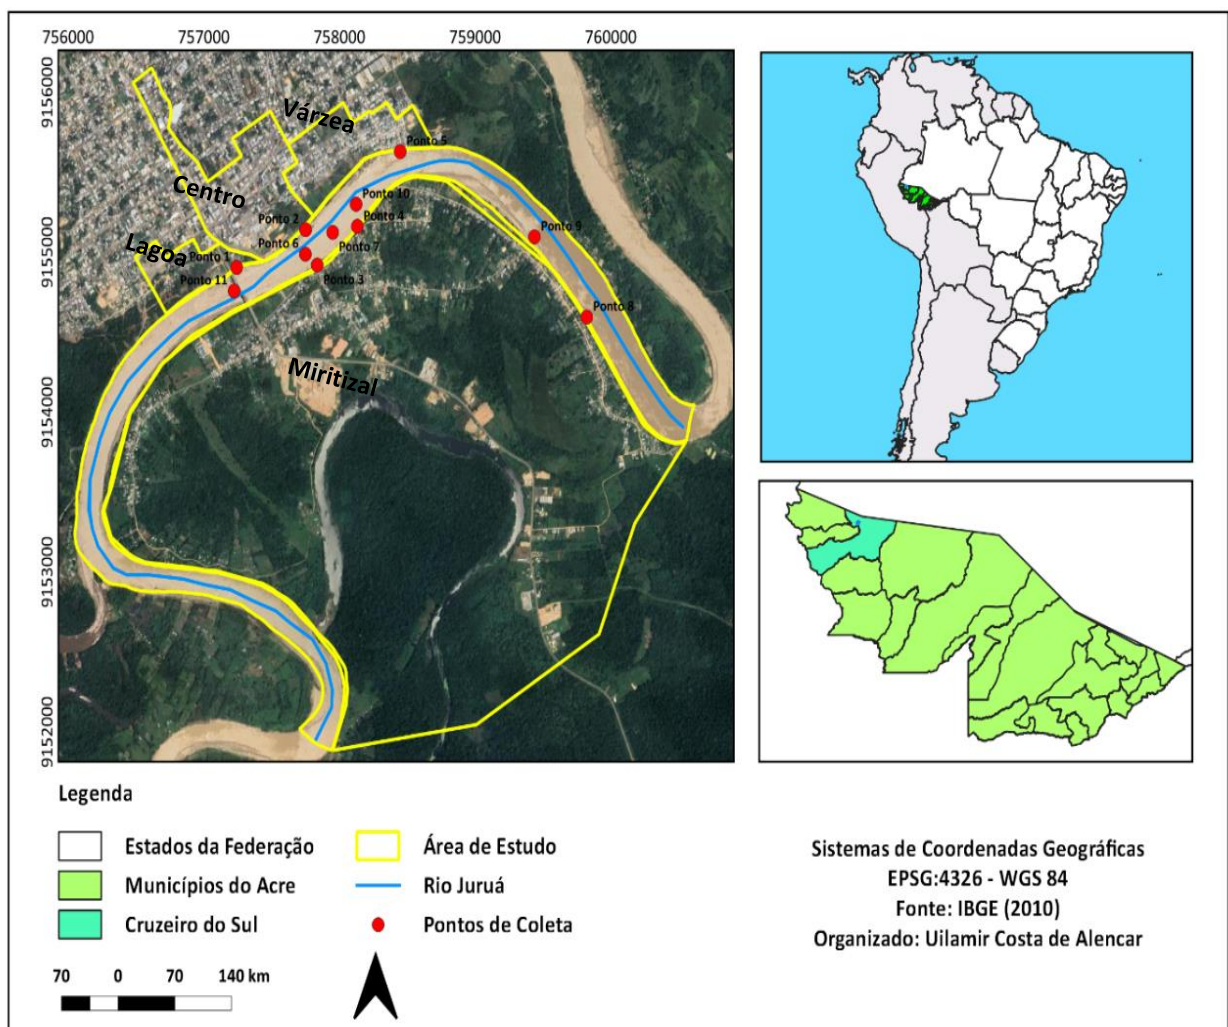 756000 757000 758000 759000 760000
9156000
9155000
9154000
9153000
9152000
Várzea
Ponto 5
Centro
Ponto 10
Ponto 2
Ponto 4
Ponto 9
Lagoa
Ponto 1
Ponto 6
Ponto 7
Ponto 11
Ponto 3
Ponto 8
Miritizal
Legenda
Estados da Federação
Municípios do Acre
Cruzeiro do Sul
Área de Estudo
Rio Juruá
Pontos de Coleta
70 0 70 140 km
Sistemas de Coordenadas Geográficas
EPSG:4326 - WGS 84
Fonte: IBGE (2010)
Organizado: Uilamir Costa de Alencar